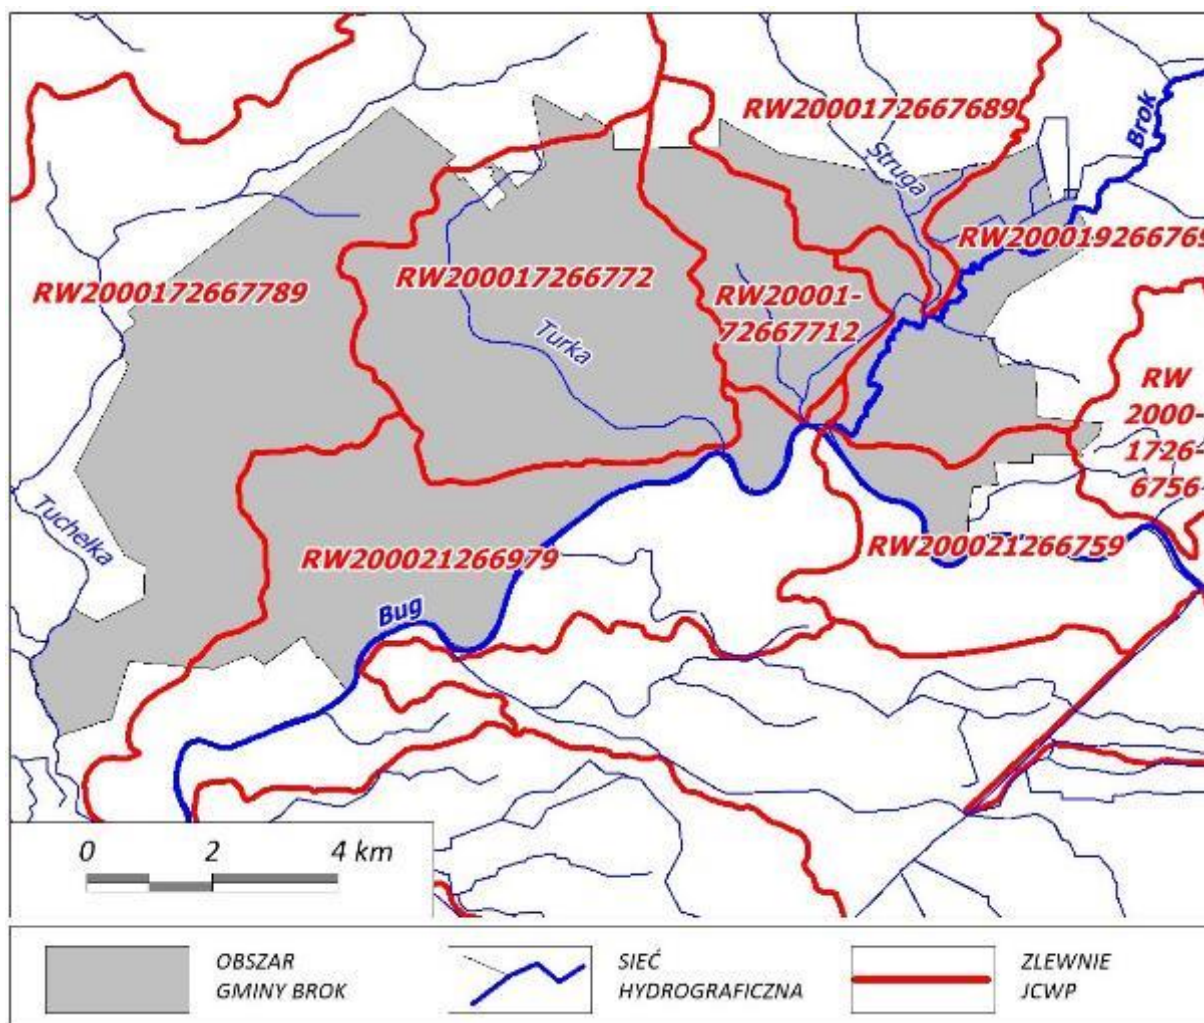 RW2000172667689
Brok
Struga
RW200019266769
RW2000172667789
RW200017266772
RW20001-
72667712
Turka
RW
2000-
1726-
6756-
Tuchelka
RW200021266979
RW200021266759
Bug
0 2 4 km
OBSZAR
GMINY BROK
SIEĆ
HYDROGRAFICZNA
ZLEWNIE
JCWP